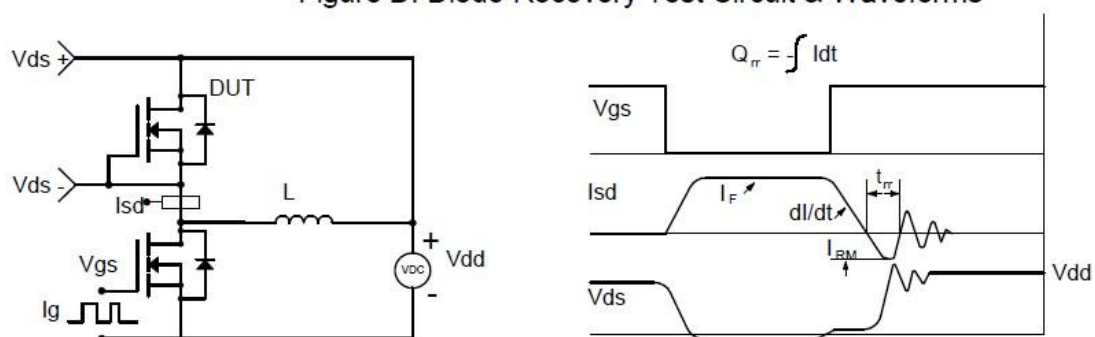 Figure D: Diode Recovery Test Circuit & Waveforms
Vds +
DUT
Vds -
Isd
L
Vgs
Ig
+
VDC
-
Vdd
Qrr = -∫ Idt
Vgs
Isd
IF
dI/dt
trr
IRM
Vds
Vdd